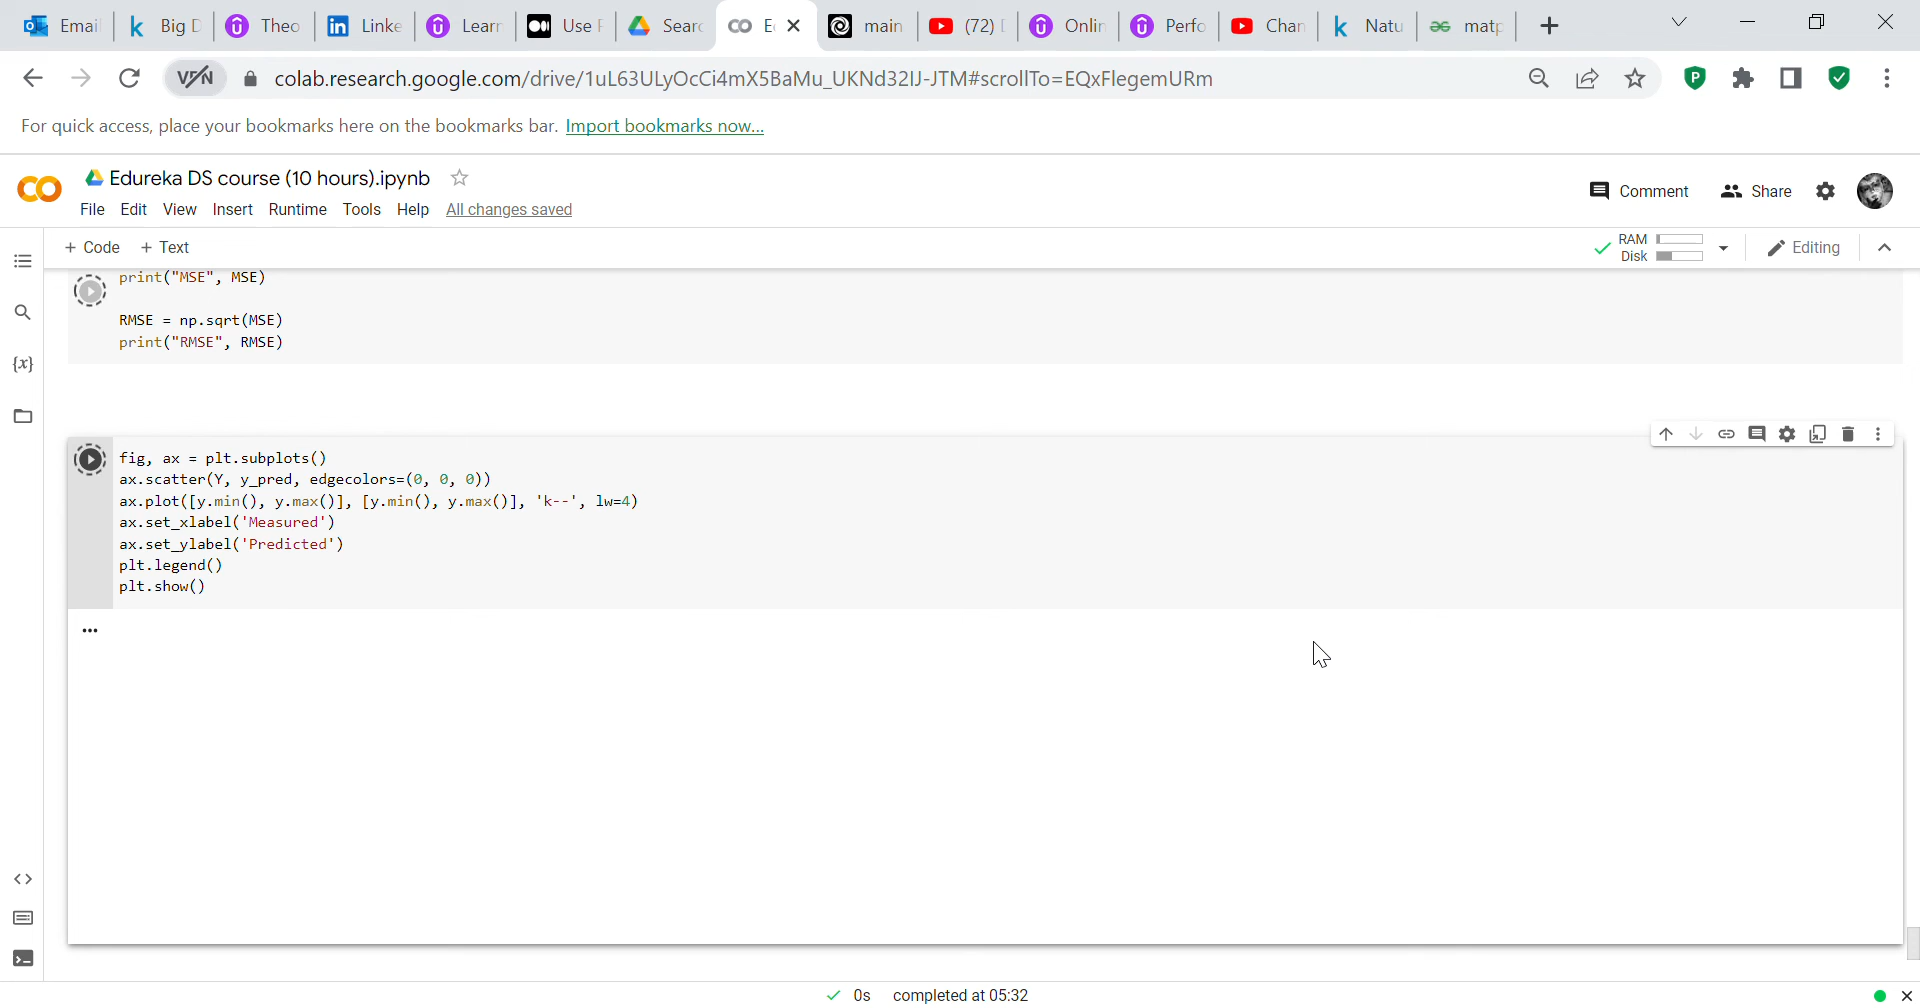 Email
Big D
Theo
Linke
Learn
Use F
Searc
Ec
main
(72)
Onlin
Perfo
Chan
Natu
matp
VPN
colab.research.google.com/drive/1uL63ULyOcCi4mX5BaMu_UKNd32IJ-JTM#scrollTo=EQxFlegemURm
For quick access, place your bookmarks here on the bookmarks bar. Import bookmarks now...
Edureka DS course (10 hours).ipynb
Comment
Share
File Edit View Insert Runtime Tools Help All changes saved
+ Code + Text
RAM
Disk
Editing
print("MSE", MSE)
RMSE = np.sqrt(MSE)
print("RMSE", RMSE)
fig, ax = plt.subplots()
ax.scatter(Y, y_pred, edgecolors=(0, 0, 0))
ax.plot([y.min(), y.max()], [y.min(), y.max()], 'k--', lw=4)
ax.set_xlabel('Measured')
ax.set_ylabel('Predicted')
plt.legend()
plt.show()
0s completed at 05:32